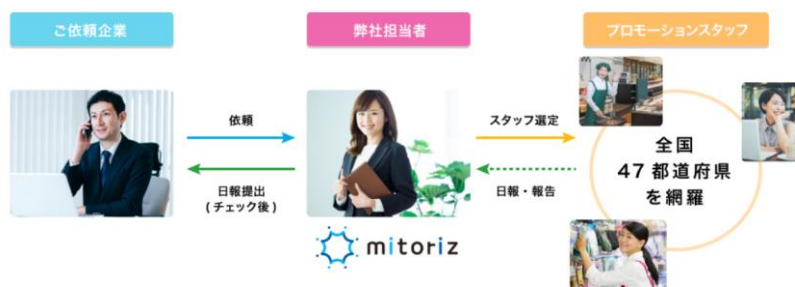 ご依頼企業
弊社担当者
プロモーションスタッフ
依頼
日報提出
(チェック後)
スタッフ選定
日報・報告
全国
47都道府県
を網羅
mitoriz